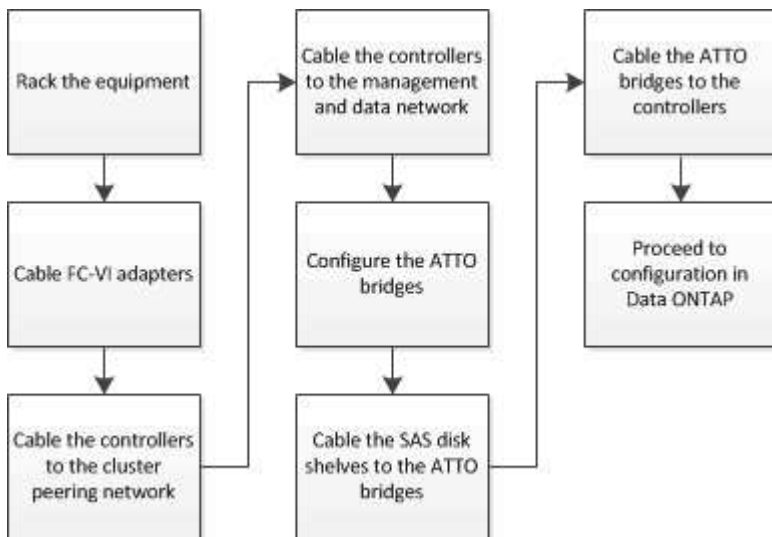 Rack the equipment
Cable FC-VI adapters
Cable the controllers
to the cluster
peering network
Cable the controllers
to the management
and data network
Configure the ATTO
bridges
Cable the SAS disk
shelves to the ATTO
bridges
Cable the ATTO
bridges to the
controllers
Proceed to
configuration in
Data ONTAP